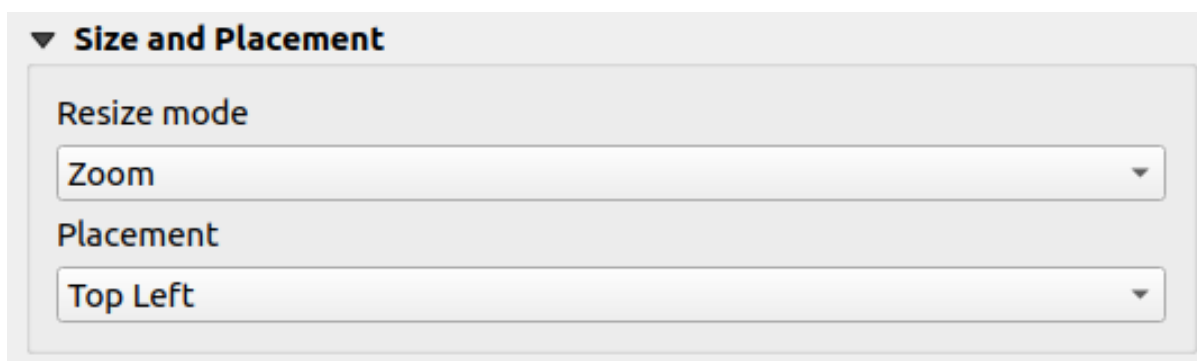 Size and Placement
Resize mode
Zoom
Placement
Top Left